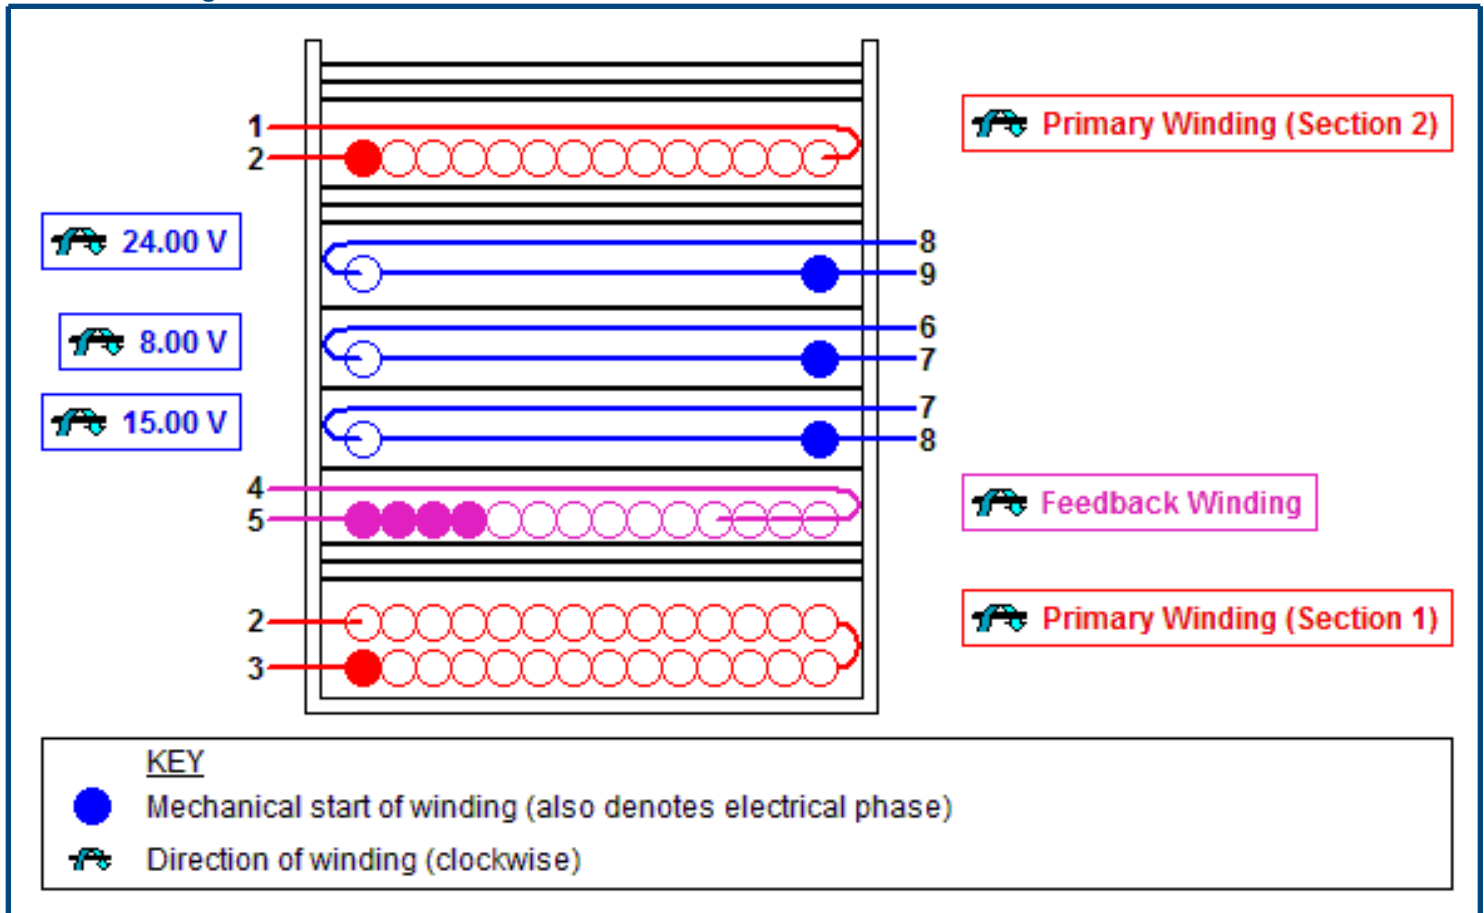 1
Primary Winding (Section 2)
2
24.00 V
8
9
8.00 V
6
7
15.00 V
7
8
4
5
Feedback Winding
2
Primary Winding (Section 1)
3
KEY
Mechanical start of winding (also denotes electrical phase)
Direction of winding (clockwise)